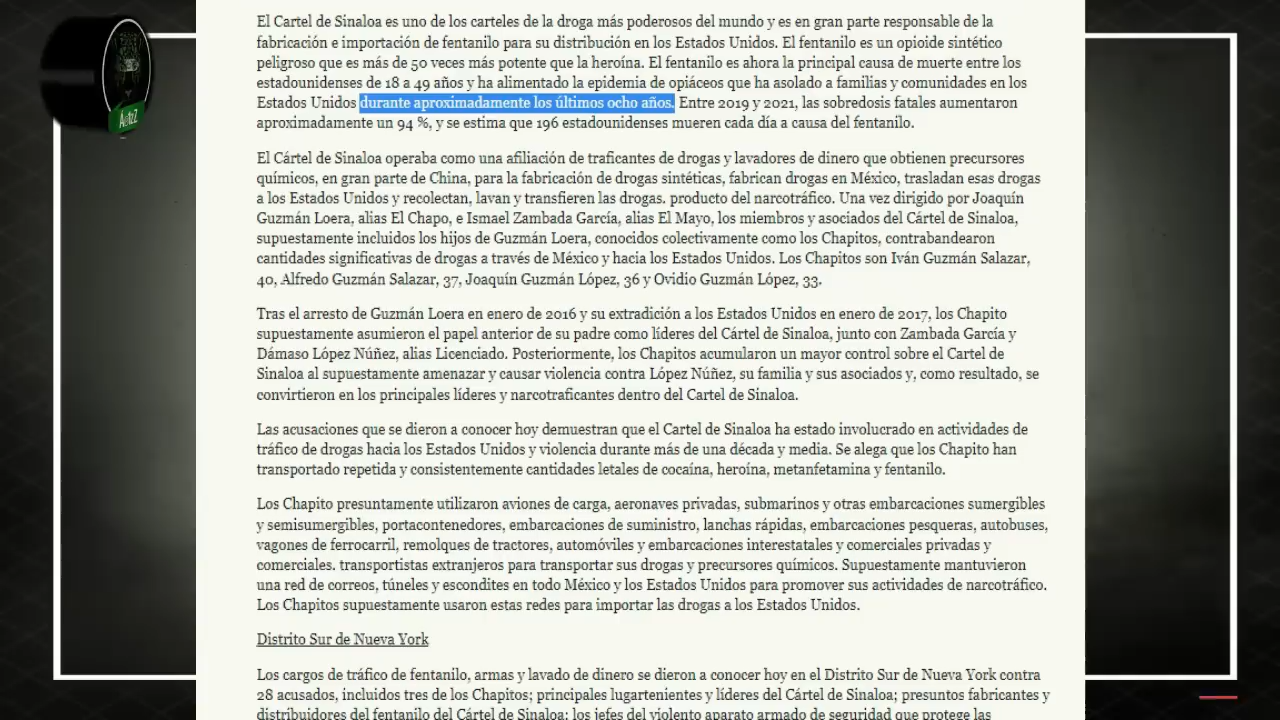 El Cartel de Sinaloa es uno de los carteles de la droga más poderosos del mundo y es en gran parte responsable de la
fabricación e importación de fentanilo para su distribución en los Estados Unidos. El fentanilo es un opioide sintético
peligroso que es más de 50 veces más potente que la heroína. El fentanilo es ahora la principal causa de muerte entre los
estadounidenses de 18 a 49 años y ha alimentado la epidemia de opiáceos que ha asolado a familias y comunidades en los
Estados Unidos durante aproximadamente los últimos ocho años. Entre 2019 y 2021, las sobredosis fatales aumentaron
aproximadamente un 94 %, y se estima que 196 estadounidenses mueren cada día a causa del fentanilo.
El Cártel de Sinaloa operaba como una afiliación de traficantes de drogas y lavadores de dinero que obtienen precursores
químicos, en gran parte de China, para la fabricación de drogas sintéticas, fabrican drogas en México, trasladan esas drogas
a los Estados Unidos y recolectan, lavan y transfieren las drogas. producto del narcotráfico. Una vez dirigido por Joaquín
Guzmán Loera, alias El Chapo, e Ismael Zambada García, alias El Mayo, los miembros y asociados del Cártel de Sinaloa,
supuestamente incluidos los hijos de Guzmán Loera, conocidos colectivamente como los Chapitos, contrabandearon
cantidades significativas de drogas a través de México y hacia los Estados Unidos. Los Chapitos son Iván Guzmán Salazar,
40, Alfredo Guzmán Salazar, 37, Joaquín Guzmán López, 36 y Ovidio Guzmán López, 33.
Tras el arresto de Guzmán Loera en enero de 2016 y su extradición a los Estados Unidos en enero de 2017, los Chapito
supuestamente asumieron el papel anterior de su padre como líderes del Cártel de Sinaloa, junto con Zambada García y
Dámaso López Núñez, alias Licenciado. Posteriormente, los Chapitos acumularon un mayor control sobre el Cartel de
Sinaloa al supuestamente amenazar y causar violencia contra López Núñez, su familia y sus asociados y, como resultado, se
convirtieron en los principales líderes y narcotraficantes dentro del Cartel de Sinaloa.
Las acusaciones que se dieron a conocer hoy demuestran que el Cartel de Sinaloa ha estado involucrado en actividades de
tráfico de drogas hacia los Estados Unidos y violencia durante más de una década y media. Se alega que los Chapito han
transportado repetida y consistentemente cantidades letales de cocaína, heroína, metanfetamina y fentanilo.
Los Chapito presuntamente utilizaron aviones de carga, aeronaves privadas, submarinos y otras embarcaciones sumergibles
y semisumergibles, portacontenedores, embarcaciones de suministro, lanchas rápidas, embarcaciones pesqueras, autobuses,
vagones de ferrocarril, remolques de tractores, automóviles y embarcaciones interestatales y comerciales privadas y
comerciales. transportistas extranjeros para transportar sus drogas y precursores químicos. Supuestamente mantuvieron
una red de correos, túneles y escondites en todo México y los Estados Unidos para promover sus actividades de narcotráfico.
Los Chapitos supuestamente usaron estas redes para importar las drogas a los Estados Unidos.
Distrito Sur de Nueva York
Los cargos de tráfico de fentanilo, armas y lavado de dinero se dieron a conocer hoy en el Distrito Sur de Nueva York contra
28 acusados, incluidos tres de los Chapitos; principales lugartenientes y líderes del Cártel de Sinaloa; presuntos fabricantes y
distribuidores del fentanilo del Cártel de Sinaloa; los jefes del violento aparato armado de seguridad que protege las